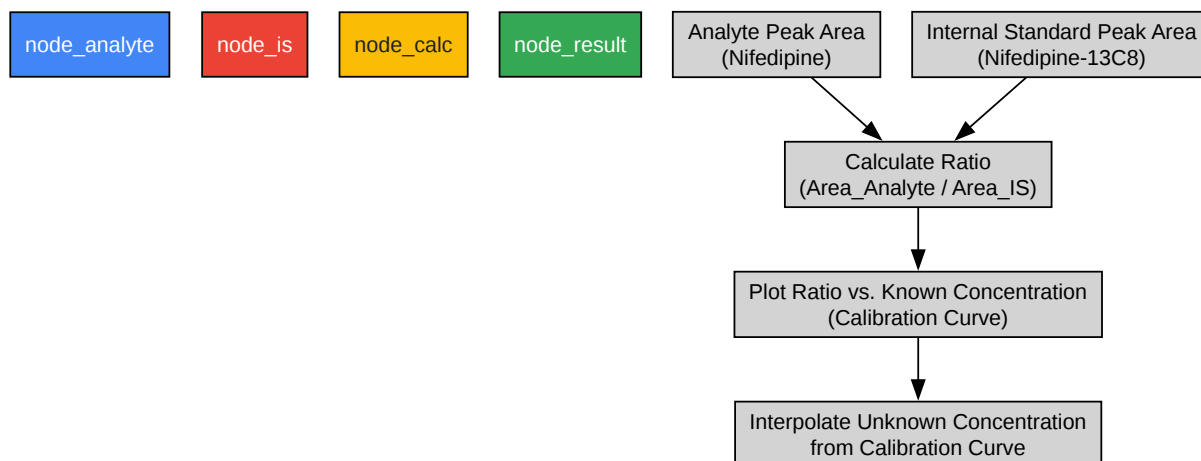 node_analyte
node_is
node_calc
node_result
Analyte Peak Area
(Nifedipine)
Internal Standard Peak Area
(Nifedipine-13C8)
Calculate Ratio
(Area_Analyte / Area_IS)
Plot Ratio vs. Known Concentration
(Calibration Curve)
Interpolate Unknown Concentration
from Calibration Curve